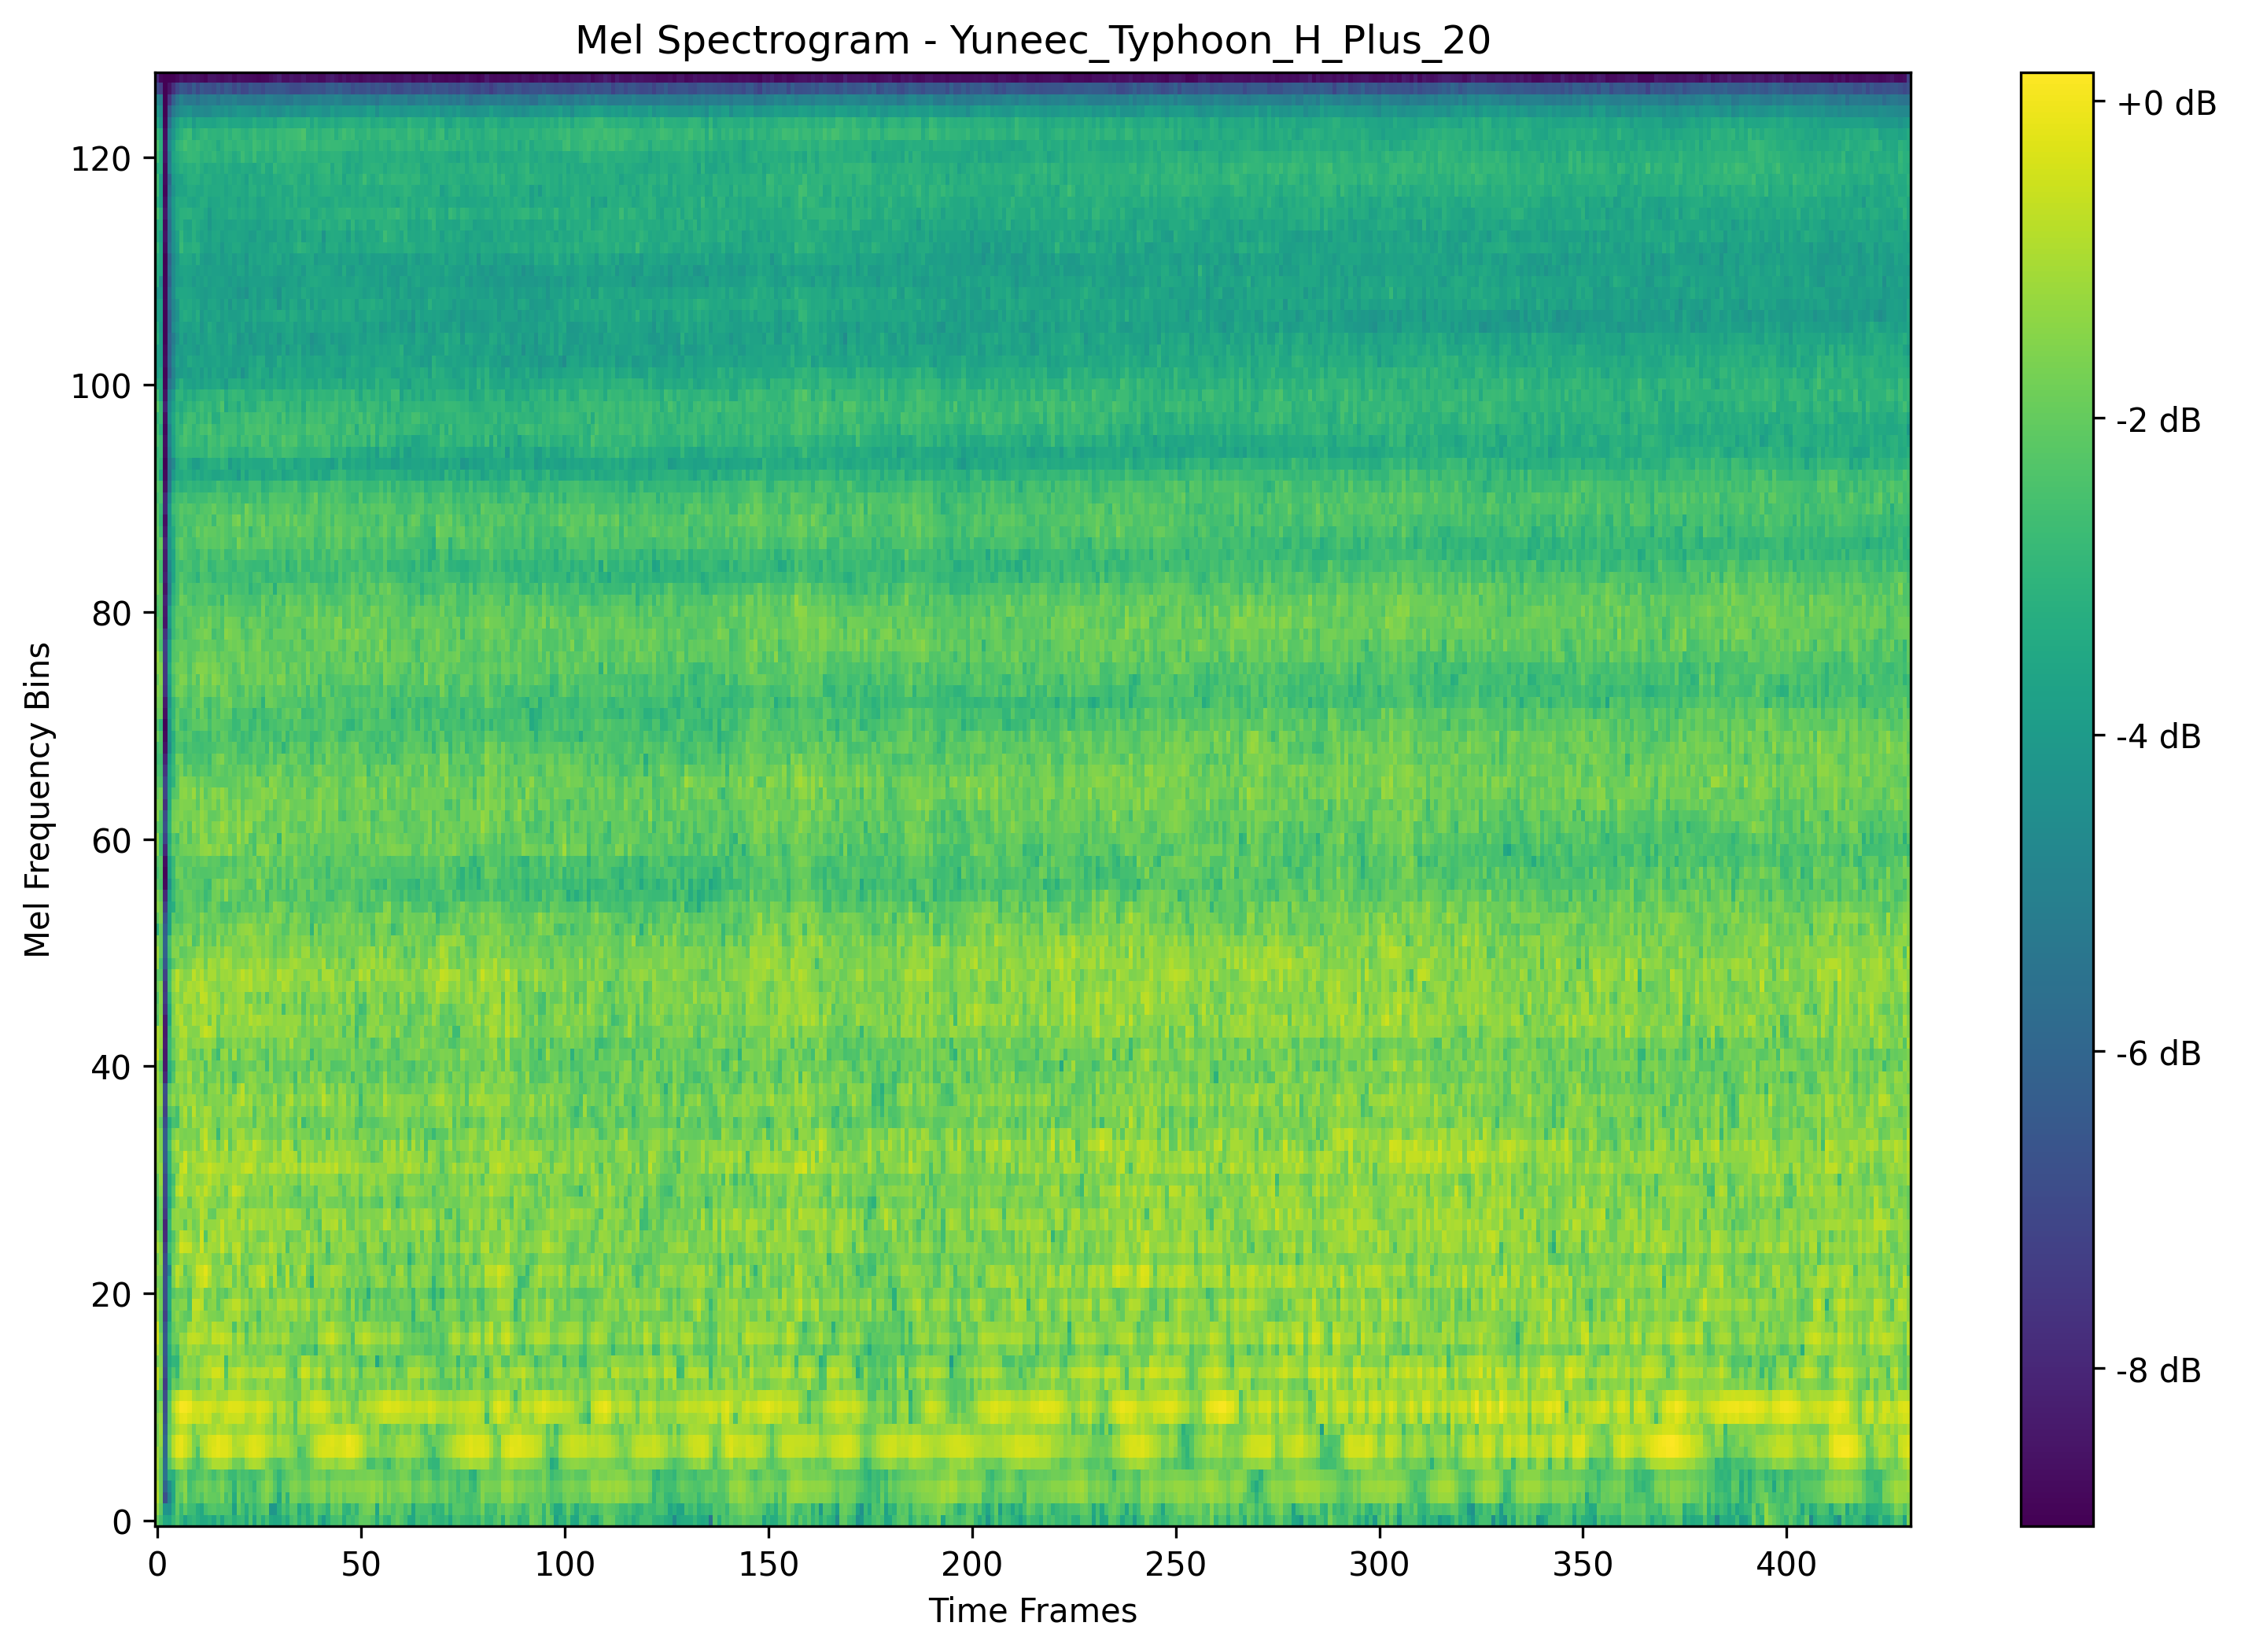 Mel Spectrogram - Yuneec_Typhoon_H_Plus_20
Mel Frequency Bins
120
100
80
60
40
20
0
0 50 100 150 200 250 300 350 400
Time Frames
+0 dB
-2 dB
-4 dB
-6 dB
-8 dB